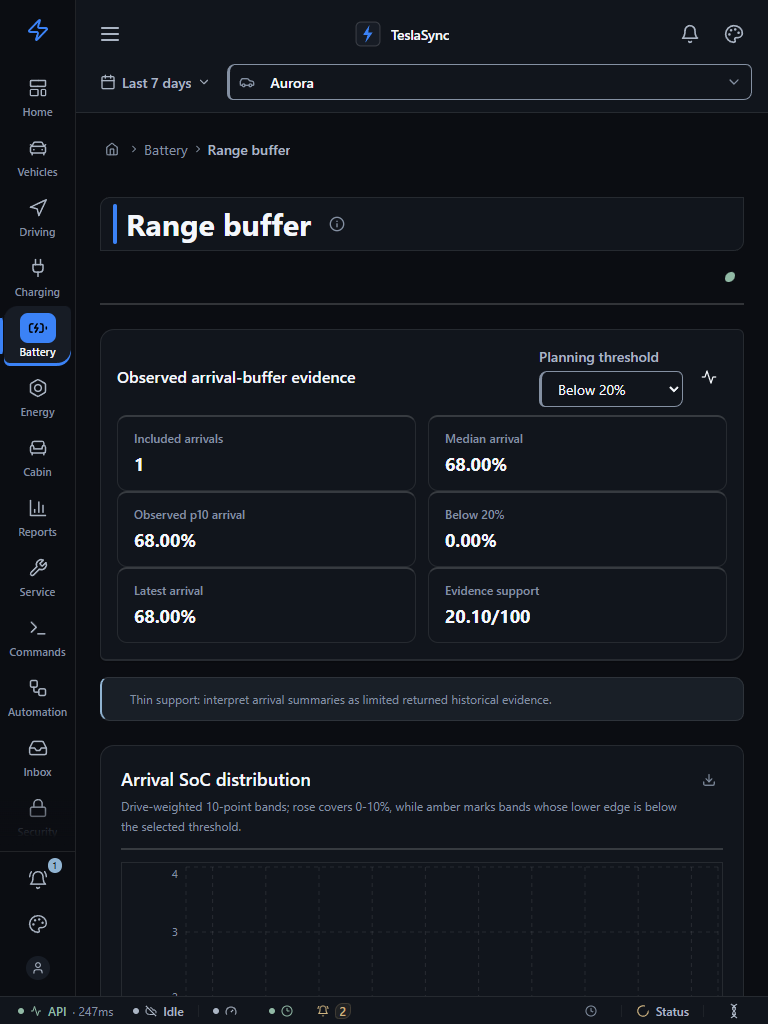 TeslaSync
Last 7 days
Aurora
Home
Vehicles
Driving
Charging
Battery
Energy
Cabin
Reports
Service
Commands
Automation
Inbox
Security
1
Battery
Range buffer
Range buffer
Observed arrival-buffer evidence
Planning threshold
Below 20%
Included arrivals
1
Median arrival
68.00%
Observed p10 arrival
68.00%
Below 20%
0.00%
Latest arrival
68.00%
Evidence support
20.10/100
Thin support: interpret arrival summaries as limited returned historical evidence.
Arrival SoC distribution
Drive-weighted 10-point bands; rose covers 0-10%, while amber marks bands whose lower edge is below
the selected threshold.
4
3
API · 247ms
Idle
2
Status